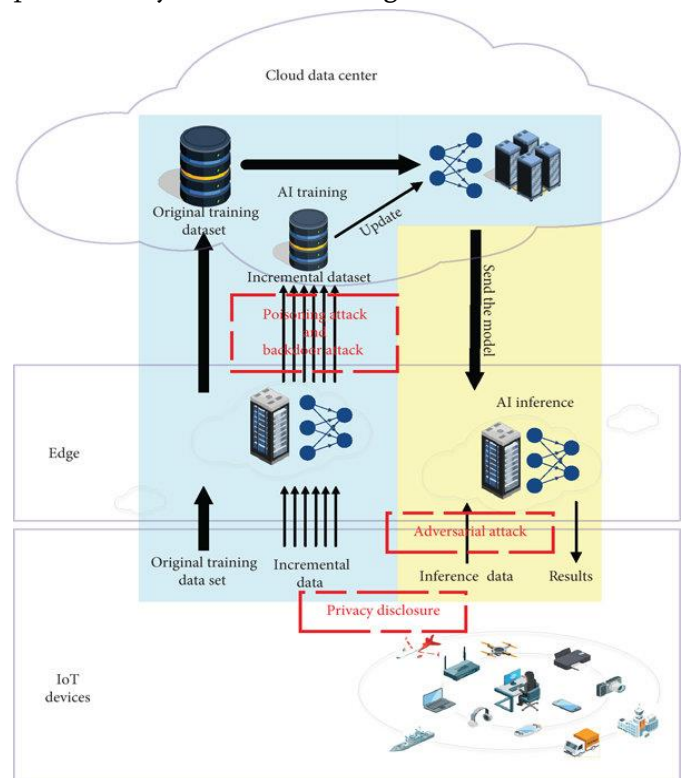 Cloud data center
AI training
Original training
dataset
Update
Incremental dataset
Poisoning attack
and
backdoor attack
Send the model
AI inference
Edge
Adversarial attack
Original training
data set
Incremental
data
Inference data
Results
Privacy disclosure
IoT
devices